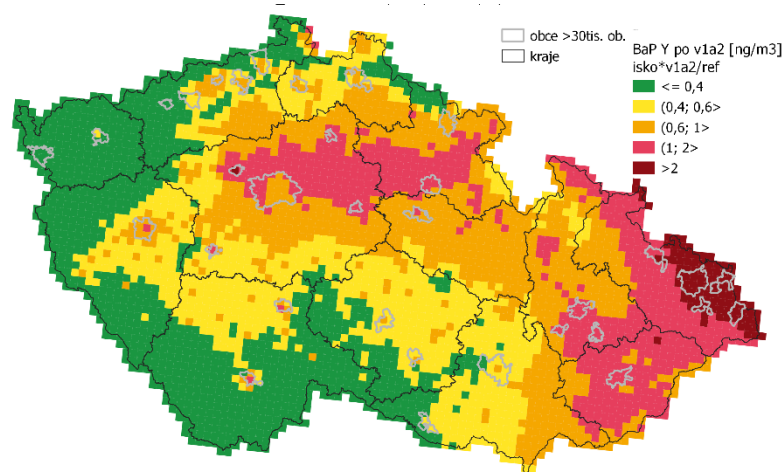 obce >30tis. ob.
kraje
BaP Y po v1a2 [ng/m3]
isko*v1a2/ref
<= 0,4
(0,4; 0,6>
(0,6; 1>
(1; 2>
>2